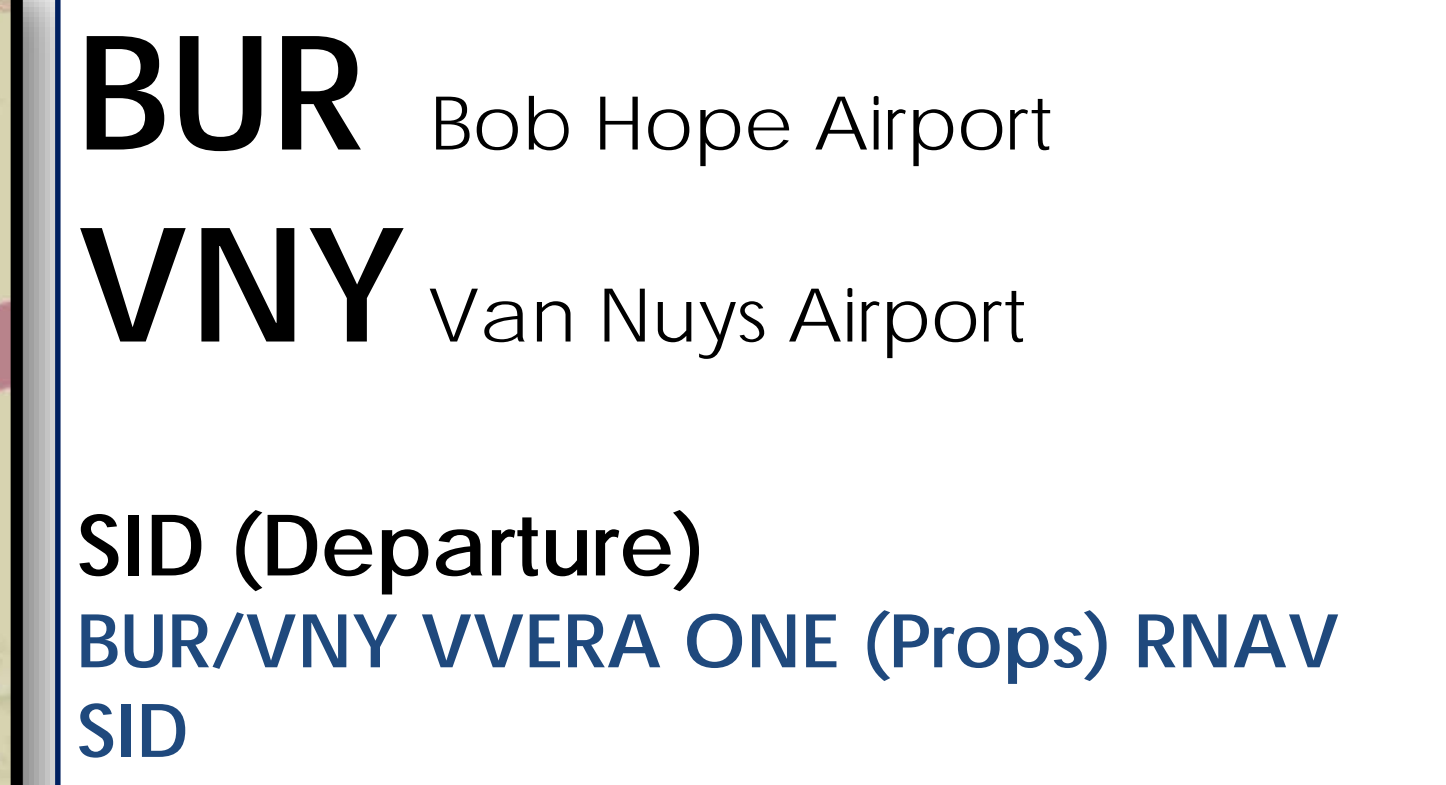 BUR Bob Hope Airport
VNY Van Nuys Airport
SID (Departure)
BUR/VNY VVERA ONE (Props) RNAV
SID